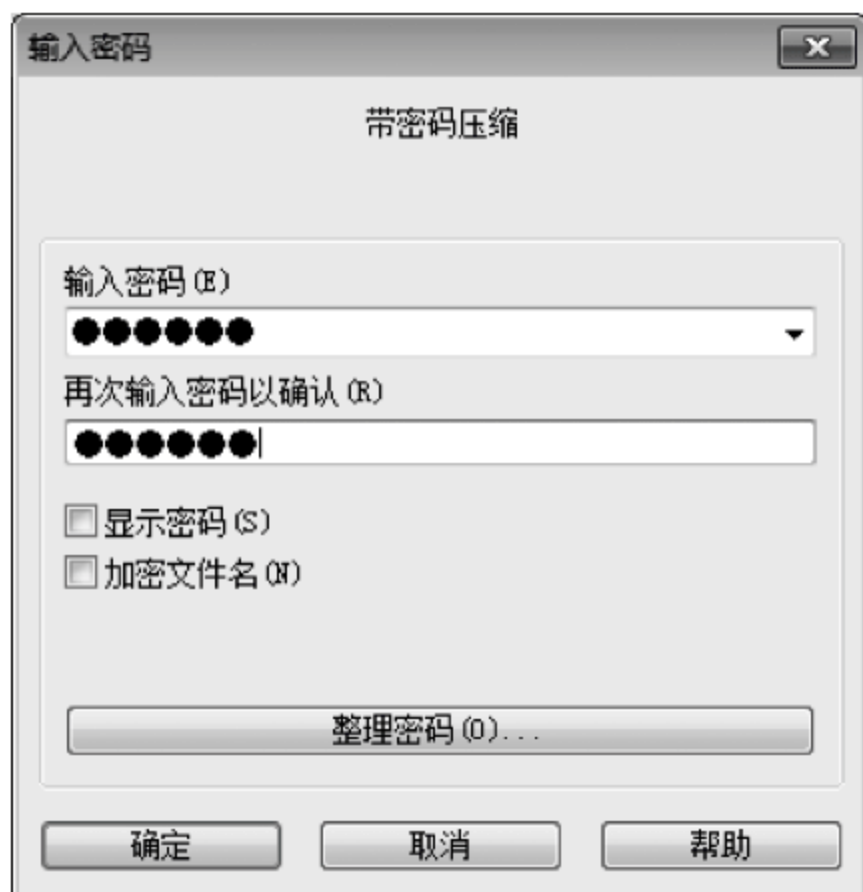 输入密码
带密码压缩
输入密码(E)
●●●●●●
再次输入密码以确认(R)
●●●●●●
显示密码(S)
加密文件名(N)
整理密码(O)...
确定 取消 帮助